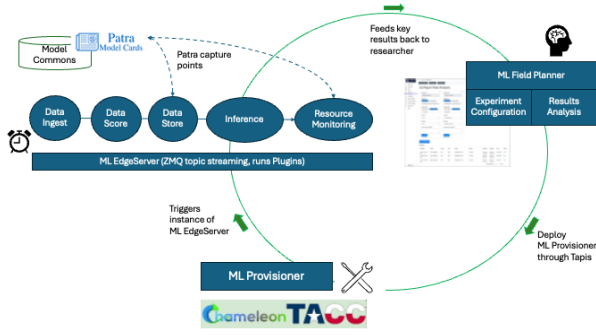 Feeds key
results back to
researcher
Model
Commons
Patra
Model Cards
Patra capture
points
ML Field Planner
Experiment
Configuration
Results
Analysis
Data
Ingest
Data
Score
Data
Store
Inference
Resource
Monitoring
ML EdgeServer (ZMQ topic streaming, runs Plugins)
Triggers
instance of
ML EdgeServer
Deploy
ML Provisioner
through Tapis
ML Provisioner
Chameleon
TACC